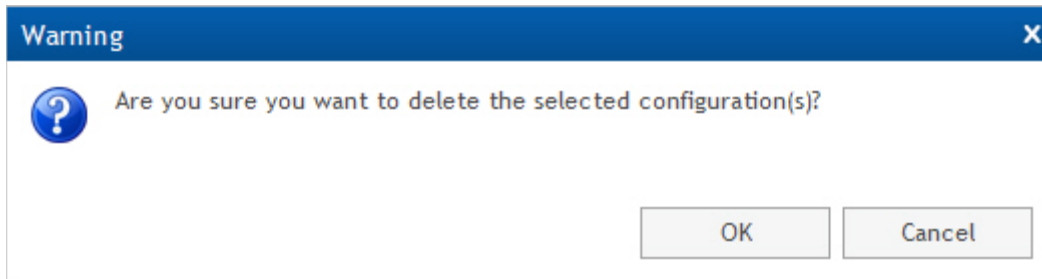 Warning
Are you sure you want to delete the selected configuration(s)?
OK
Cancel